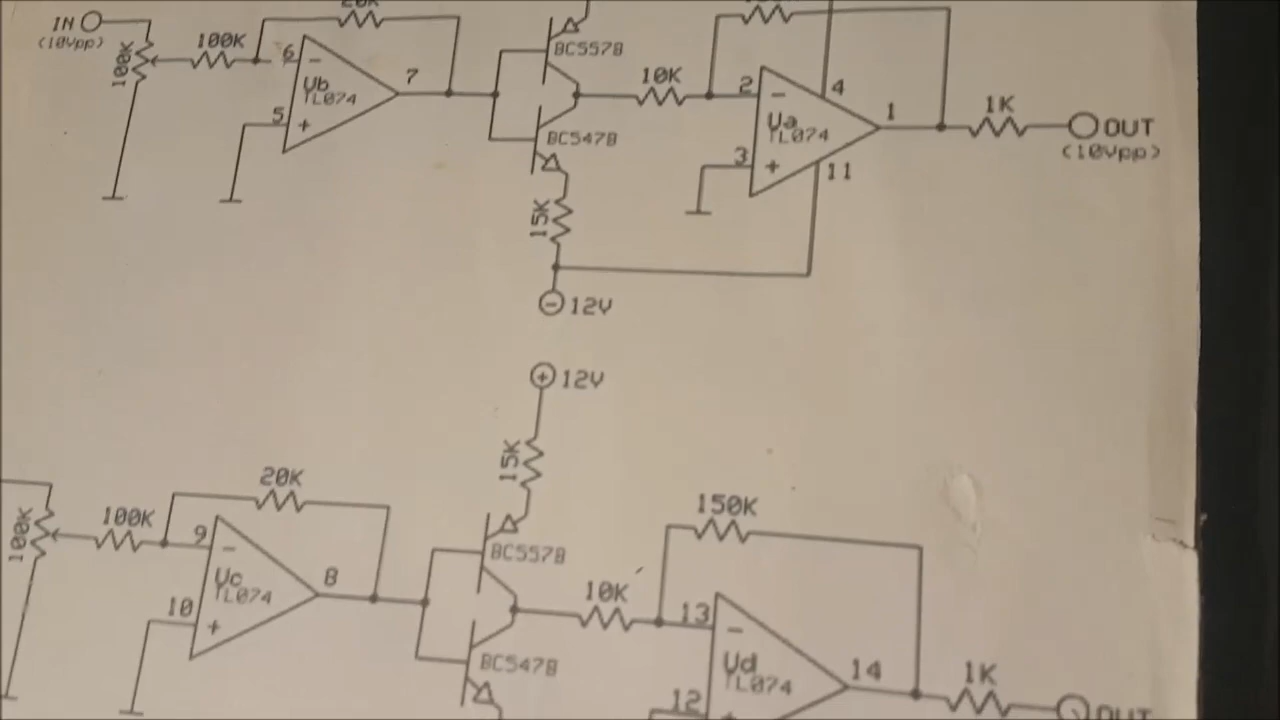 IN
(10Vpp)
100K
100K
20K
6
7
5
Ub
TL074
BC557B
BC547B
10K
2
3
4
1
11
Ua
TL074
1K
OUT
(10Vpp)
15K
12V
12V
15K
20K
100K
100K
9
8
10
Uc
TL074
BC557B
BC547B
10K
150K
13
12
14
Ud
TL074
1K
OUT